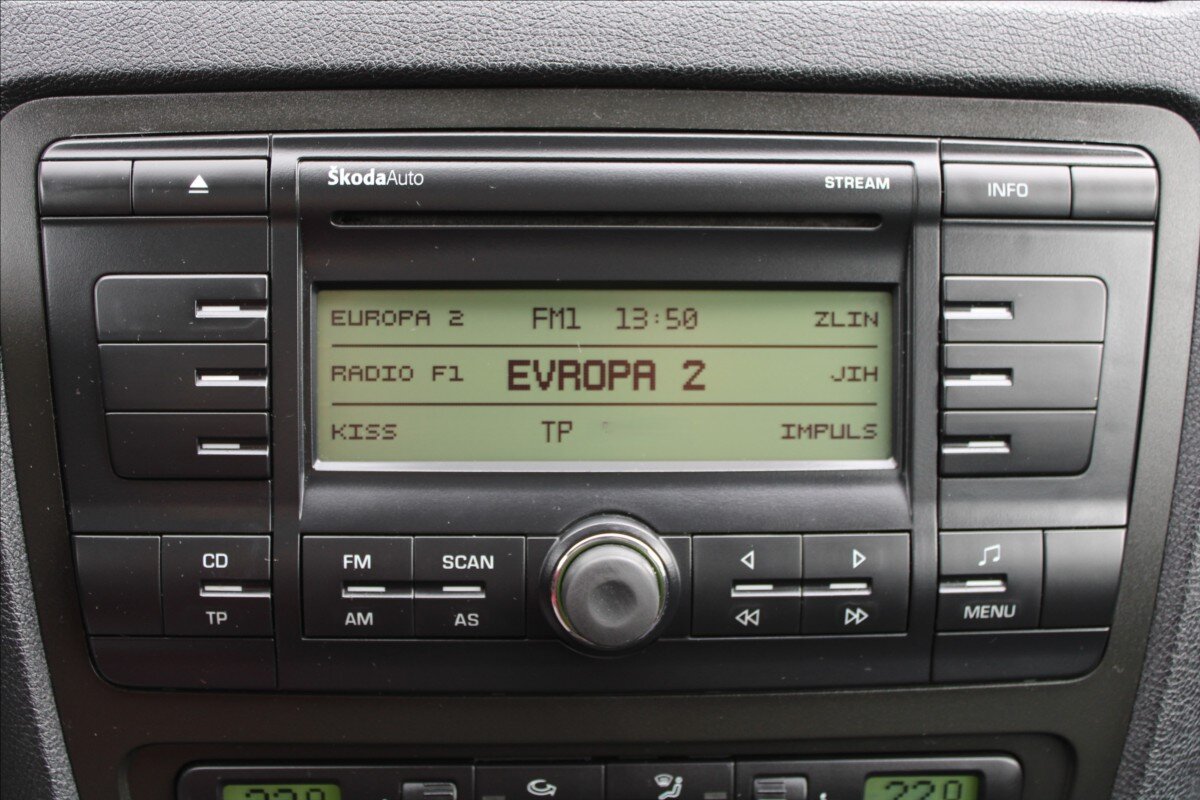 ŠkodaAuto STREAM INFO
EUROPA 2 FM1 13:50 ZLIN
RADIO F1 EVROPA 2 JIH
KISS TP IMPULS
CD FM SCAN
TP AM AS MENU
22°